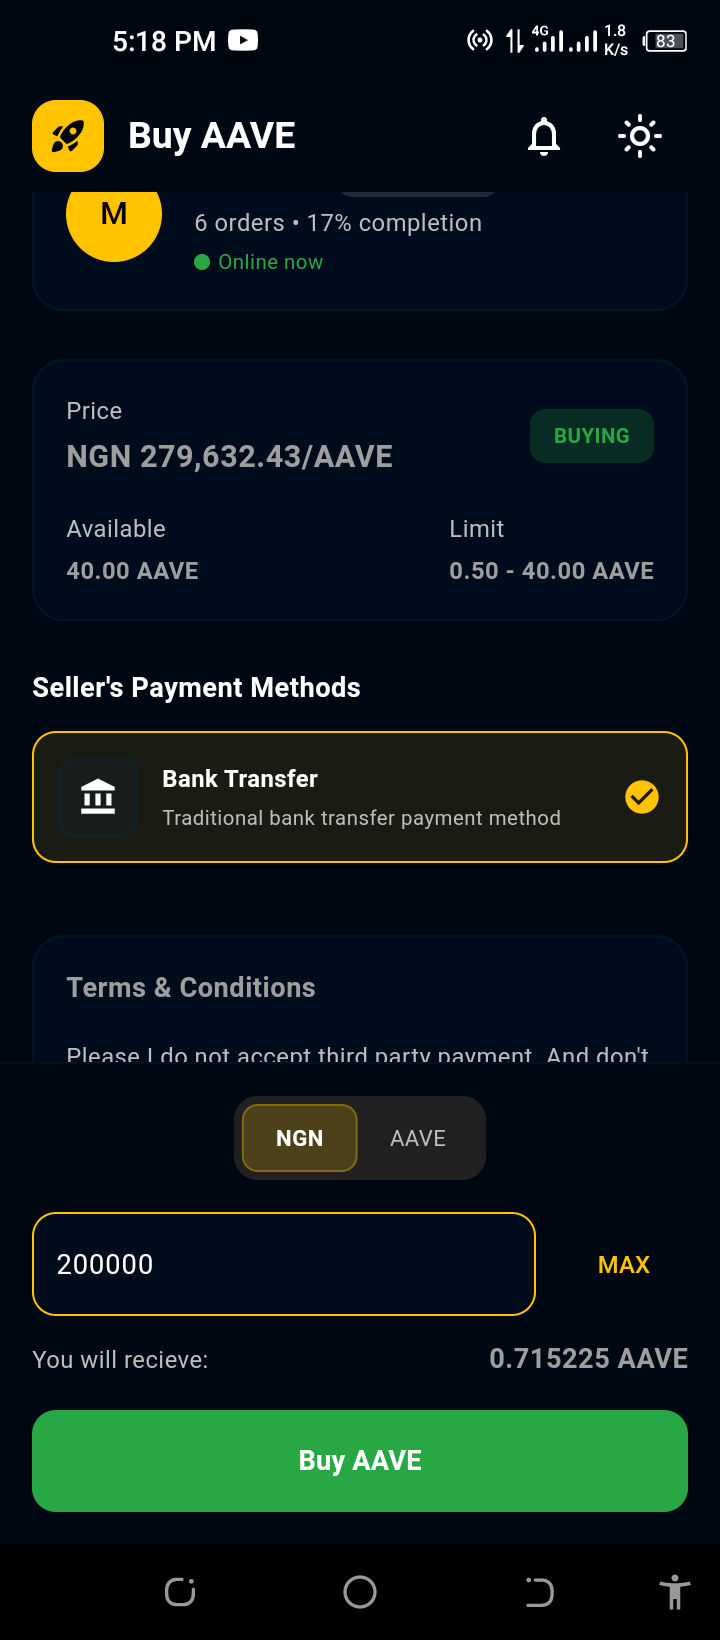 5:18 PM
4G
1.8
K/s
83
Buy AAVE
M
6 orders • 17% completion
Online now
Price
NGN 279,632.43/AAVE
BUYING
Available
Limit
40.00 AAVE
0.50 - 40.00 AAVE
Seller's Payment Methods
Bank Transfer
Traditional bank transfer payment method
Terms & Conditions
Please I do not accept third party payment. And don't
NGN
AAVE
200000
MAX
You will recieve:
0.715225 AAVE
Buy AAVE